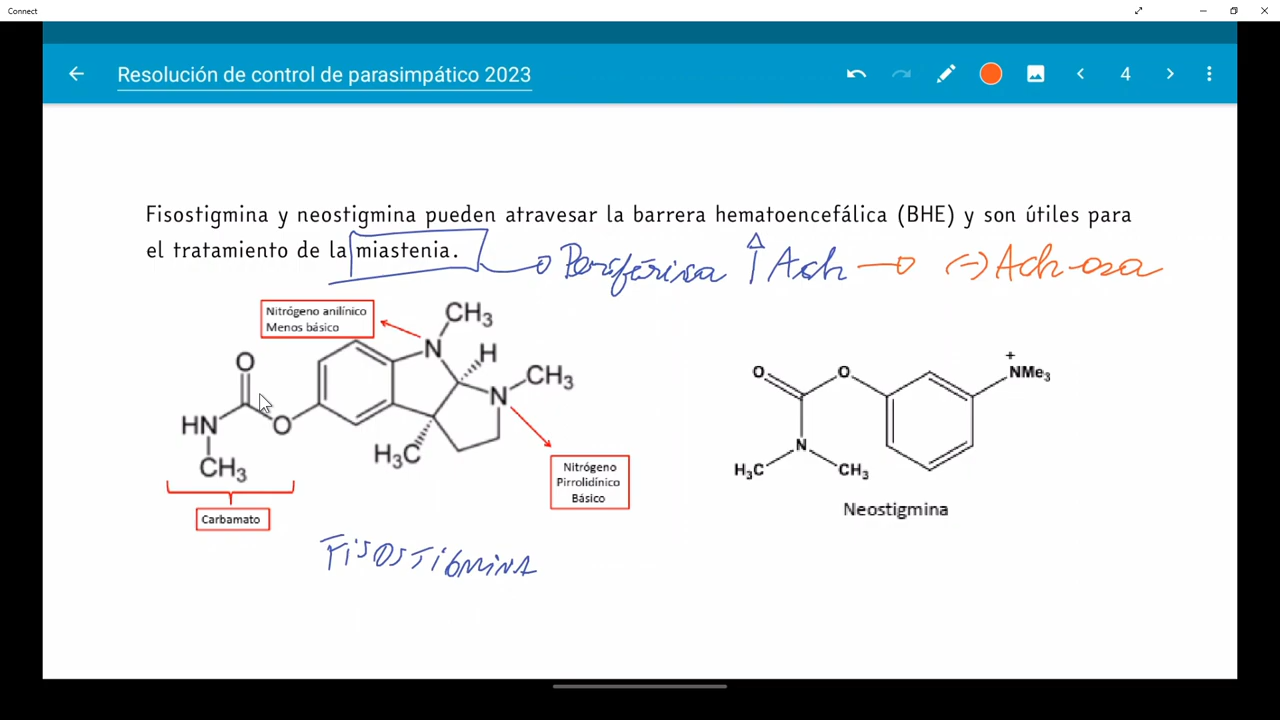 Connect
Resolución de control de parasimpático 2023
4
Fisostigmina y neostigmina pueden atravesar la barrera hematoencefálica (BHE) y son útiles para
el tratamiento de la miastenia.
Periférica ↑ Ach → (-) Ach-asa
Nitrógeno anilínico
Menos básico
CH₃
N
H
CH₃
N
O
HN
O
CH₃
H₃C
Carbamato
Nitrógeno
Pirrolidínico
Básico
FISOSTIGMINA
O
O
+
NMe₃
N
H₃C
CH₃
Neostigmina